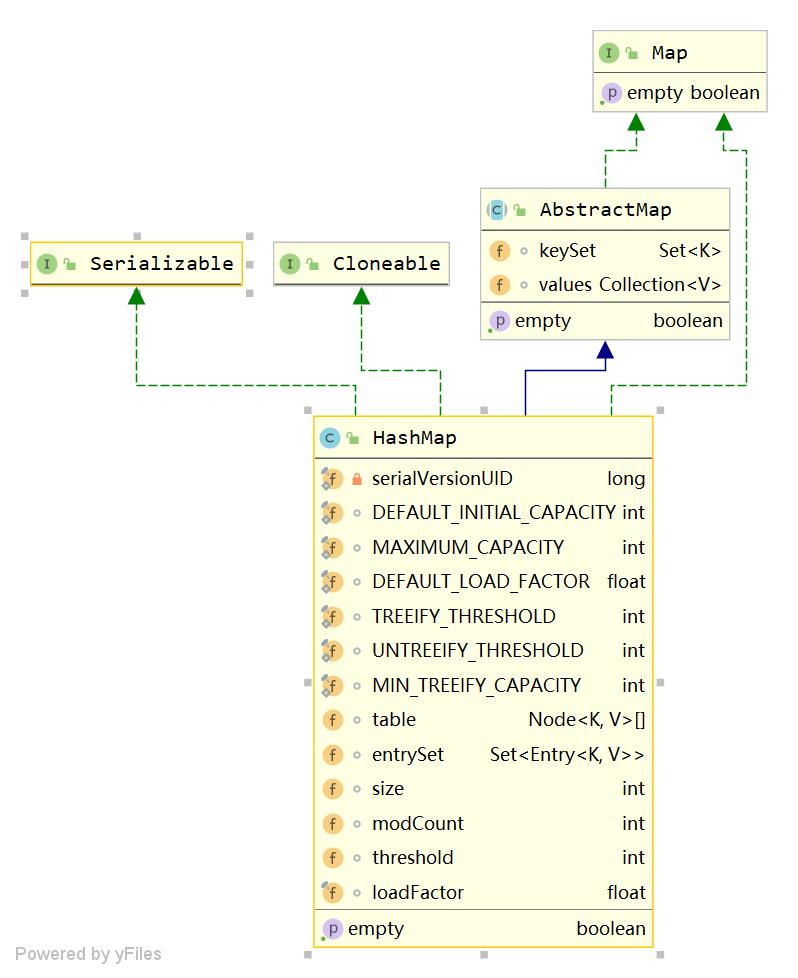 I Map
p empty boolean
C AbstractMap
f keySet Set<K>
f values Collection<V>
p empty boolean
I Serializable
I Cloneable
C HashMap
f serialVersionUID long
f DEFAULT_INITIAL_CAPACITY int
f MAXIMUM_CAPACITY int
f DEFAULT_LOAD_FACTOR float
f TREEIFY_THRESHOLD int
f UNTREEIFY_THRESHOLD int
f MIN_TREEIFY_CAPACITY int
f table Node<K, V>[]
f entrySet Set<Entry<K, V>>
f size int
f modCount int
f threshold int
f loadFactor float
p empty boolean
Powered by yFiles